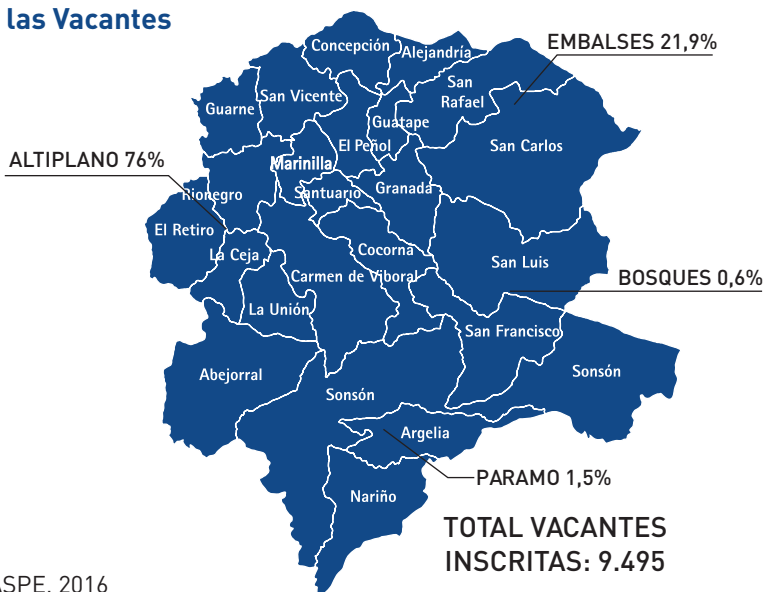 las Vacantes
Concepción
Alejandría
EMBALSES 21,9%
San Vicente
San
Rafael
Guarne
Guatape
El Peñol
San Carlos
ALTIPLANO 76%
Marinilla
Santuario
Granada
Rionegro
El Retiro
La Ceja
Cocorna
San Luis
Carmen de Viboral
BOSQUES 0,6%
La Unión
San Francisco
Abejorral
Sonsón
Sonsón
Argelia
PARAMO 1,5%
Nariño
TOTAL VACANTES
INSCRITAS: 9.495
ASPE, 2016